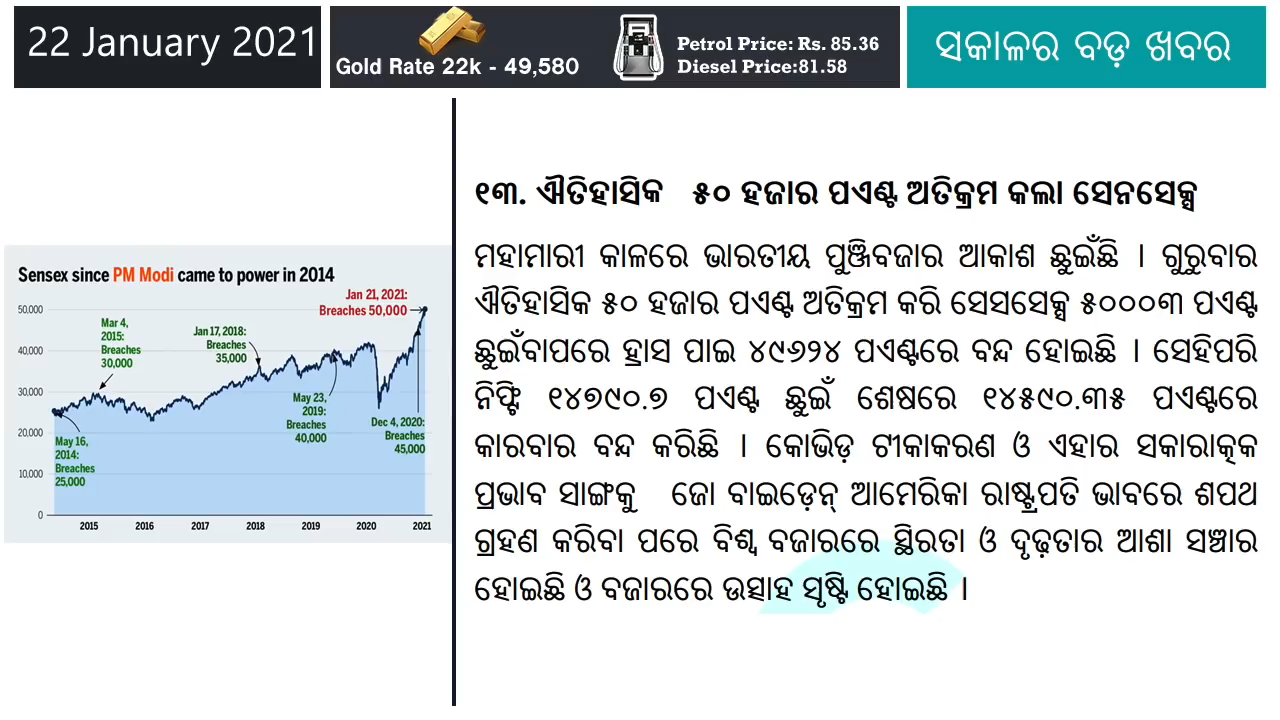 22 January 2021
Gold Rate 22k - 49,580
Petrol Price: Rs. 85.36
Diesel Price:81.58
ସକାଳର ବଡ଼ ଖବର
୧୩. ଐତିହାସିକ ୫୦ ହଜାର ପଏଣ୍ଟ ଅତିକ୍ରମ କଲା ସେନସେକ୍ସ
ମହାମାରୀ କାଳରେ ଭାରତୀୟ ପୁଞ୍ଜିବଜାର ଆକାଶ ଛୁଇଁଛି । ଗୁରୁବାର
ଐତିହାସିକ ୫୦ ହଜାର ପଏଣ୍ଟ ଅତିକ୍ରମ କରି ସେସସେକ୍ସ ୫୦୦୦୩ ପଏଣ୍ଟ
ଛୁଇଁବାପରେ ହ୍ରାସ ପାଇ ୪୯୬୨୪ ପଏଣ୍ଟରେ ବନ୍ଦ ହୋଇଛି । ସେହିପରି
ନିଫ୍ଟି ୧୪୭୯୦.୭ ପଏଣ୍ଟ ଛୁଇଁ ଶେଷରେ ୧୪୫୯୦.୩୫ ପଏଣ୍ଟରେ
କାରବାର ବନ୍ଦ କରିଛି । କୋଭିଡ଼ ଟୀକାକରଣ ଓ ଏହାର ସକାରାତ୍କକ
ପ୍ରଭାବ ସାଙ୍ଗକୁ ଜୋ ବାଇଡ଼େନ୍ ଆମେରିକା ରାଷ୍ଟ୍ରପତି ଭାବରେ ଶପଥ
ଗ୍ରହଣ କରିବା ପରେ ବିଶ୍ୱ ବଜାରରେ ସ୍ଥିରତା ଓ ଦୃଢ଼ତାର ଆଶା ସଞ୍ଚାର
ହୋଇଛି ଓ ବଜାରରେ ଉତ୍ସାହ ସୃଷ୍ଟି ହୋଇଛି ।
Sensex since PM Modi came to power in 2014
Jan 21, 2021:
Breaches 50,000
50,000
40,000
30,000
20,000
10,000
0
Mar 4,
2015:
Breaches
30,000
Jan 17, 2018:
Breaches
35,000
May 23,
2019:
Breaches
40,000
Dec 4, 2020:
Breaches
45,000
May 16,
2014:
Breaches
25,000
2015 2016 2017 2018 2019 2020 2021